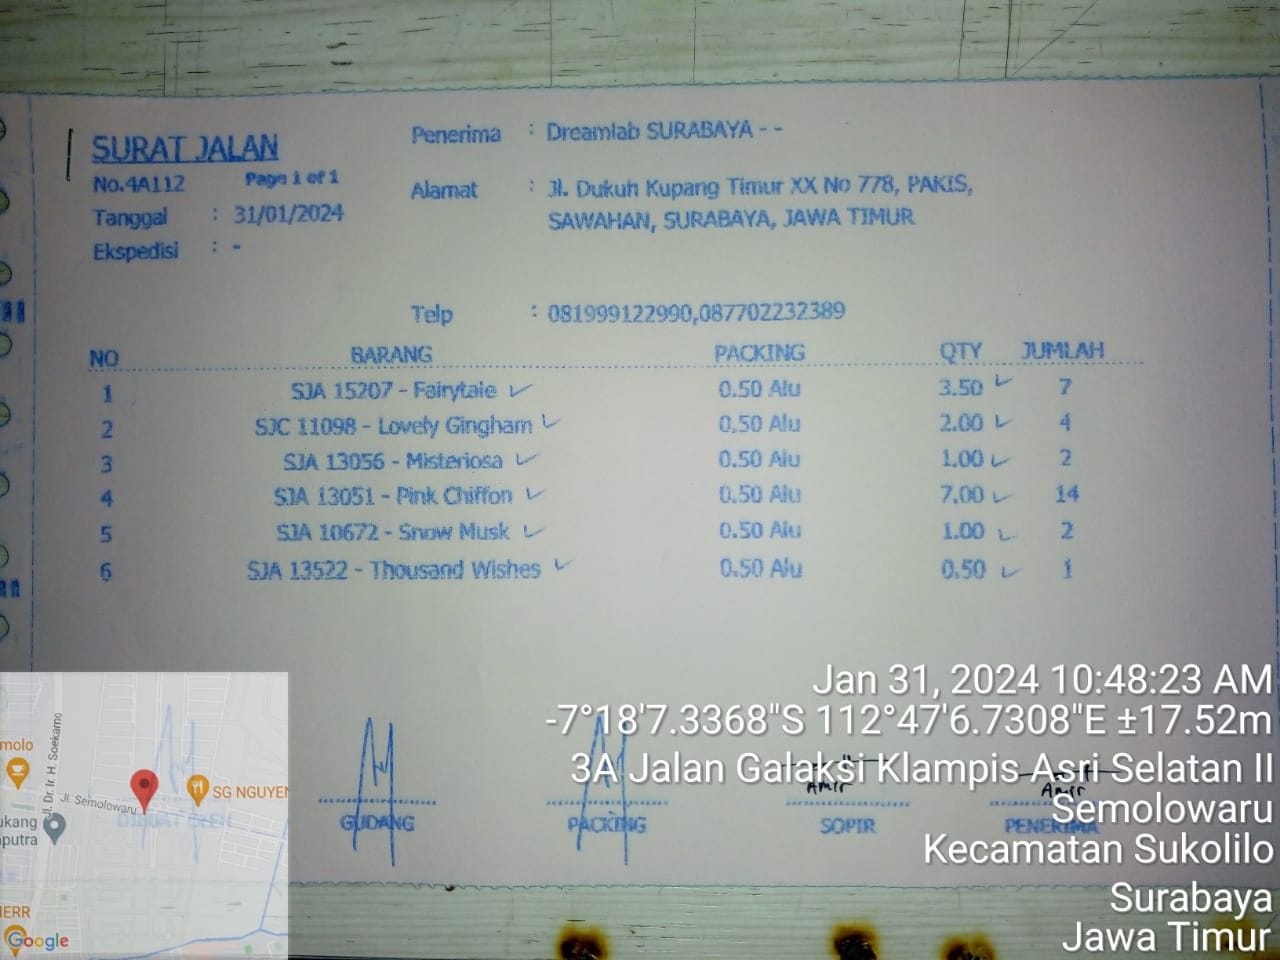 SURAT JALAN
No.4A112 Page 1 of 1
Tanggal : 31/01/2024
Ekspedisi : -
Penerima : Dreamlab SURABAYA - -
Alamat : Jl. Dukuh Kupang Timur XX No 778, PAKIS,
SAWAHAN, SURABAYA, JAWA TIMUR
Telp : 081999122990,087702232389
NO BARANG PACKING QTY JUMLAH
1 SJA 15207 - Fairytale 0.50 Alu 3.50 7
2 SJC 11098 - Lovely Gingham 0.50 Alu 2.00 4
3 SJA 13056 - Misteriosa 0.50 Alu 1.00 2
4 SJA 13051 - Pink Chiffon 0.50 Alu 7.00 14
5 SJA 10672 - Snow Musk 0.50 Alu 1.00 2
6 SJA 13522 - Thousand Wishes 0.50 Alu 0.50 1
Amir Amir
GUDANG PACKING SOPIR PENERIMA
Jan 31, 2024 10:48:23 AM
-7°18'7.3368"S 112°47'6.7308"E ±17.52m
3A Jalan Galaksi Klampis Asri Selatan II
Semolowaru
Kecamatan Sukolilo
Surabaya
Jawa Timur
molo
Jl. Dr. Ir. H. Soekarno
Jl. Semolowaru
SG NGUYEN
ukang
aputra
IERR
Google